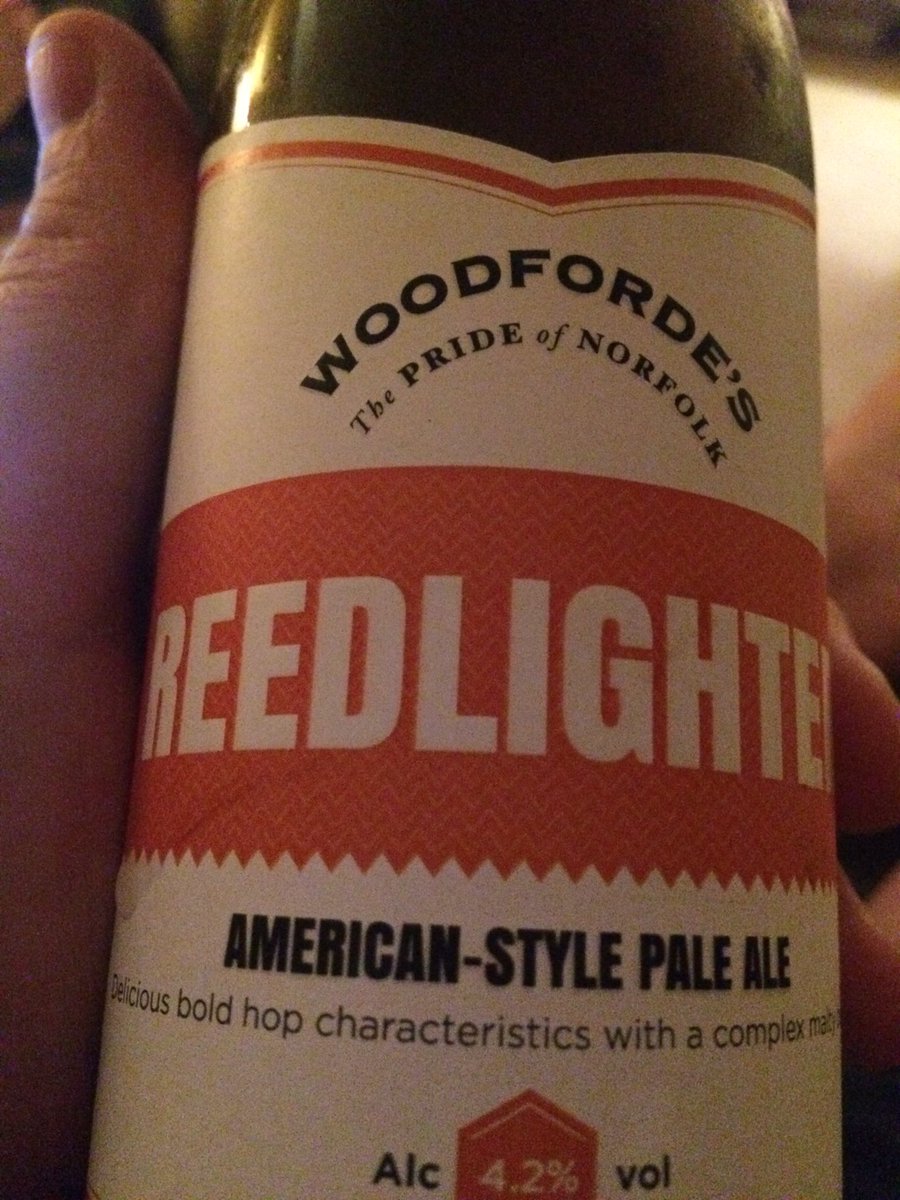 WOODFORDE'S
The PRIDE of NORFOLK
REEDLIGHTE
AMERICAN-STYLE PALE ALE
Delicious bold hop characteristics with a complex malty
Alc 4.2% vol